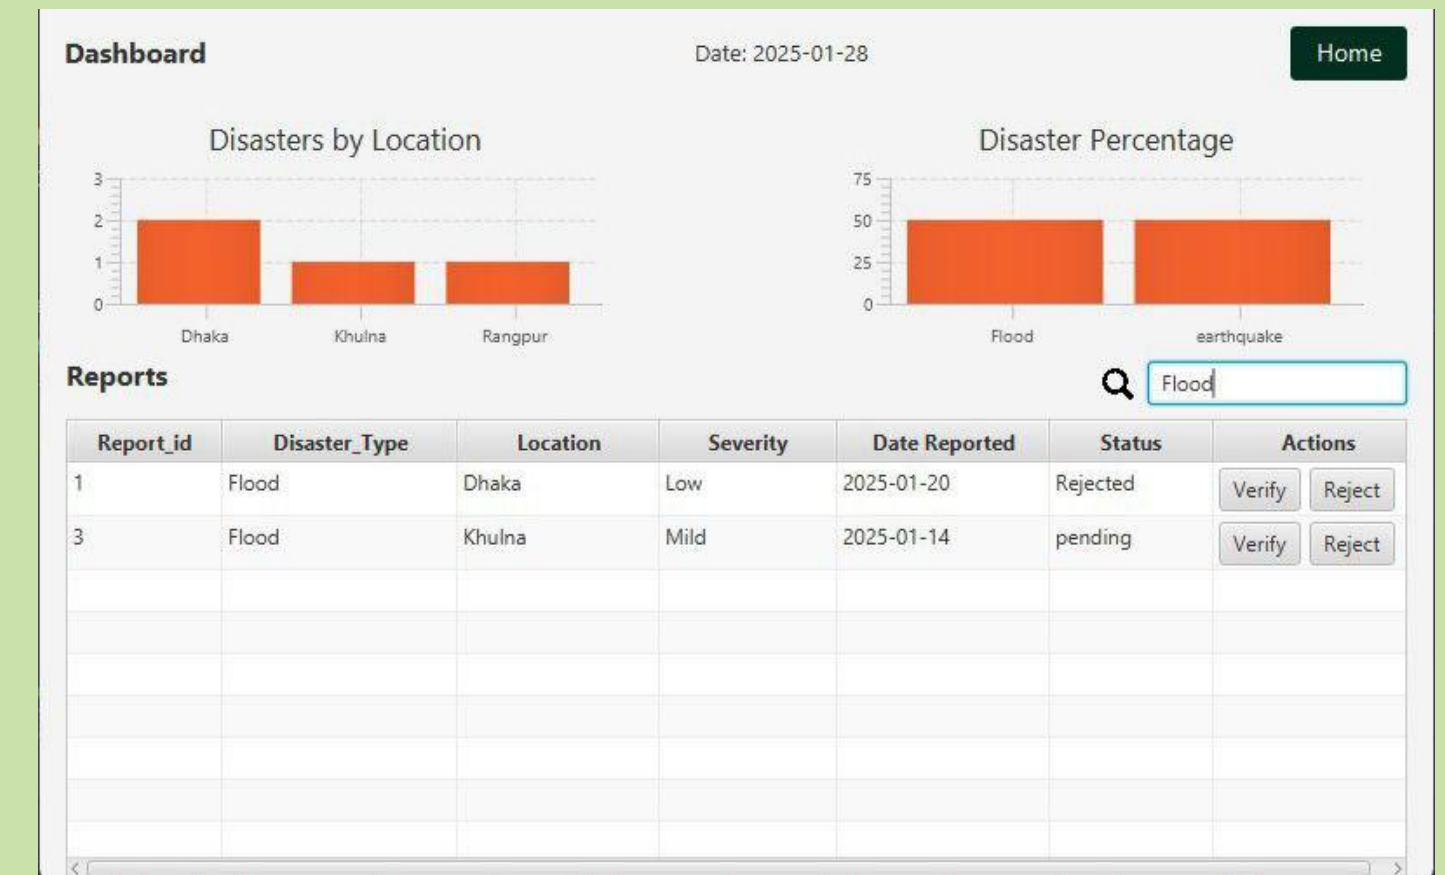 Dashboard Date: 2025-01-28 Home
Disasters by Location
3
2
1
0
Dhaka Khulna Rangpur
Disaster Percentage
75
50
25
0
Flood earthquake
Reports Flood
Report_id Disaster_Type Location Severity Date Reported Status Actions
1 Flood Dhaka Low 2025-01-20 Rejected Verify Reject
3 Flood Khulna Mild 2025-01-14 pending Verify Reject